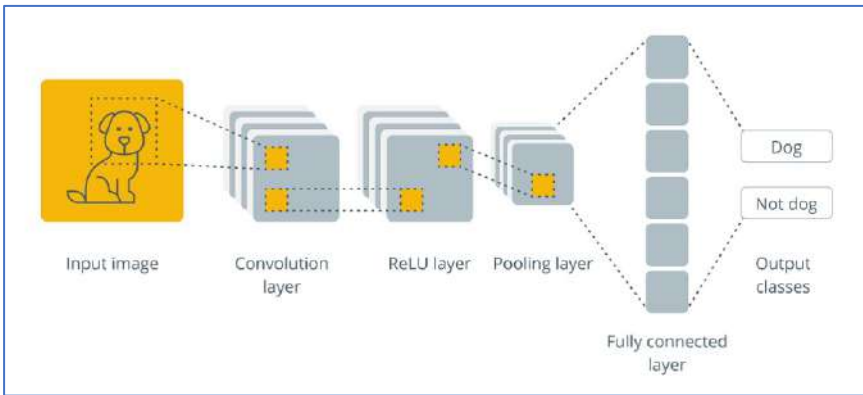 Dog
Not dog
Input image
Convolution
layer
ReLU layer
Pooling layer
Output
classes
Fully connected
layer